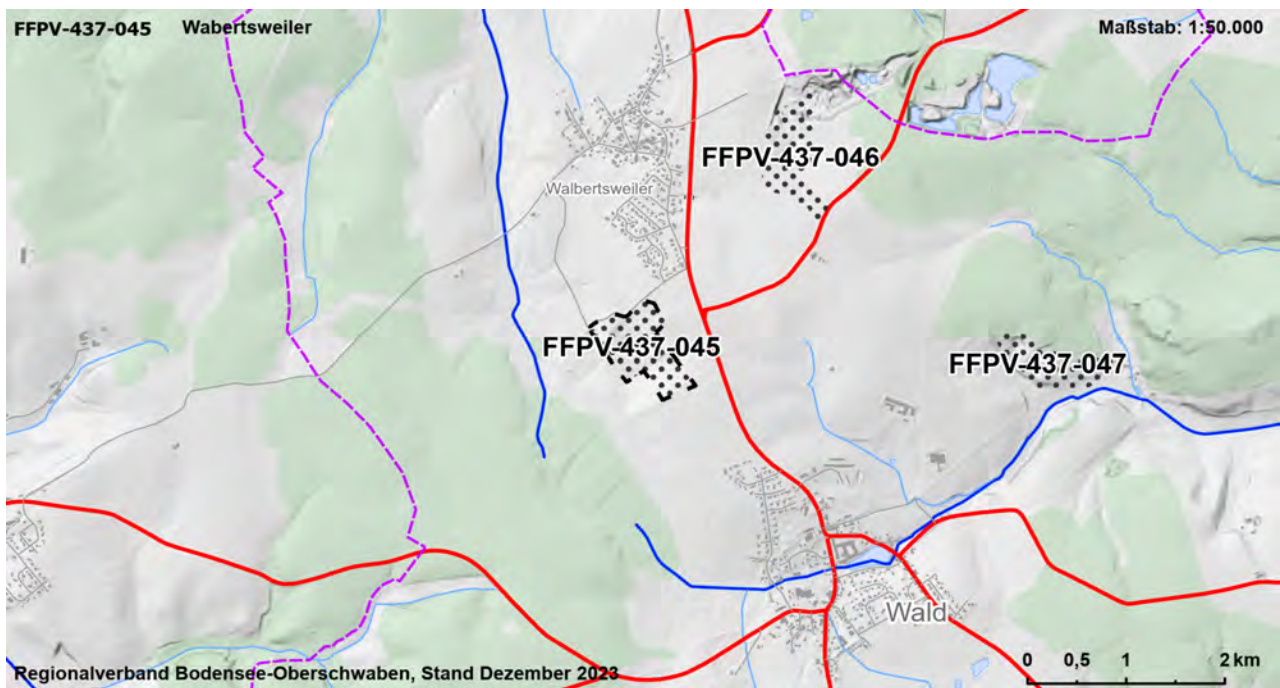 FFPV-437-045 Wabertsweiler
Maßstab: 1:50.000
FFPV-437-046
Walbertsweiler
FFPV-437-045
FFPV-437-047
Wald
Regionalverband Bodensee-Oberschwaben, Stand Dezember 2023
0 0,5 1 2 km